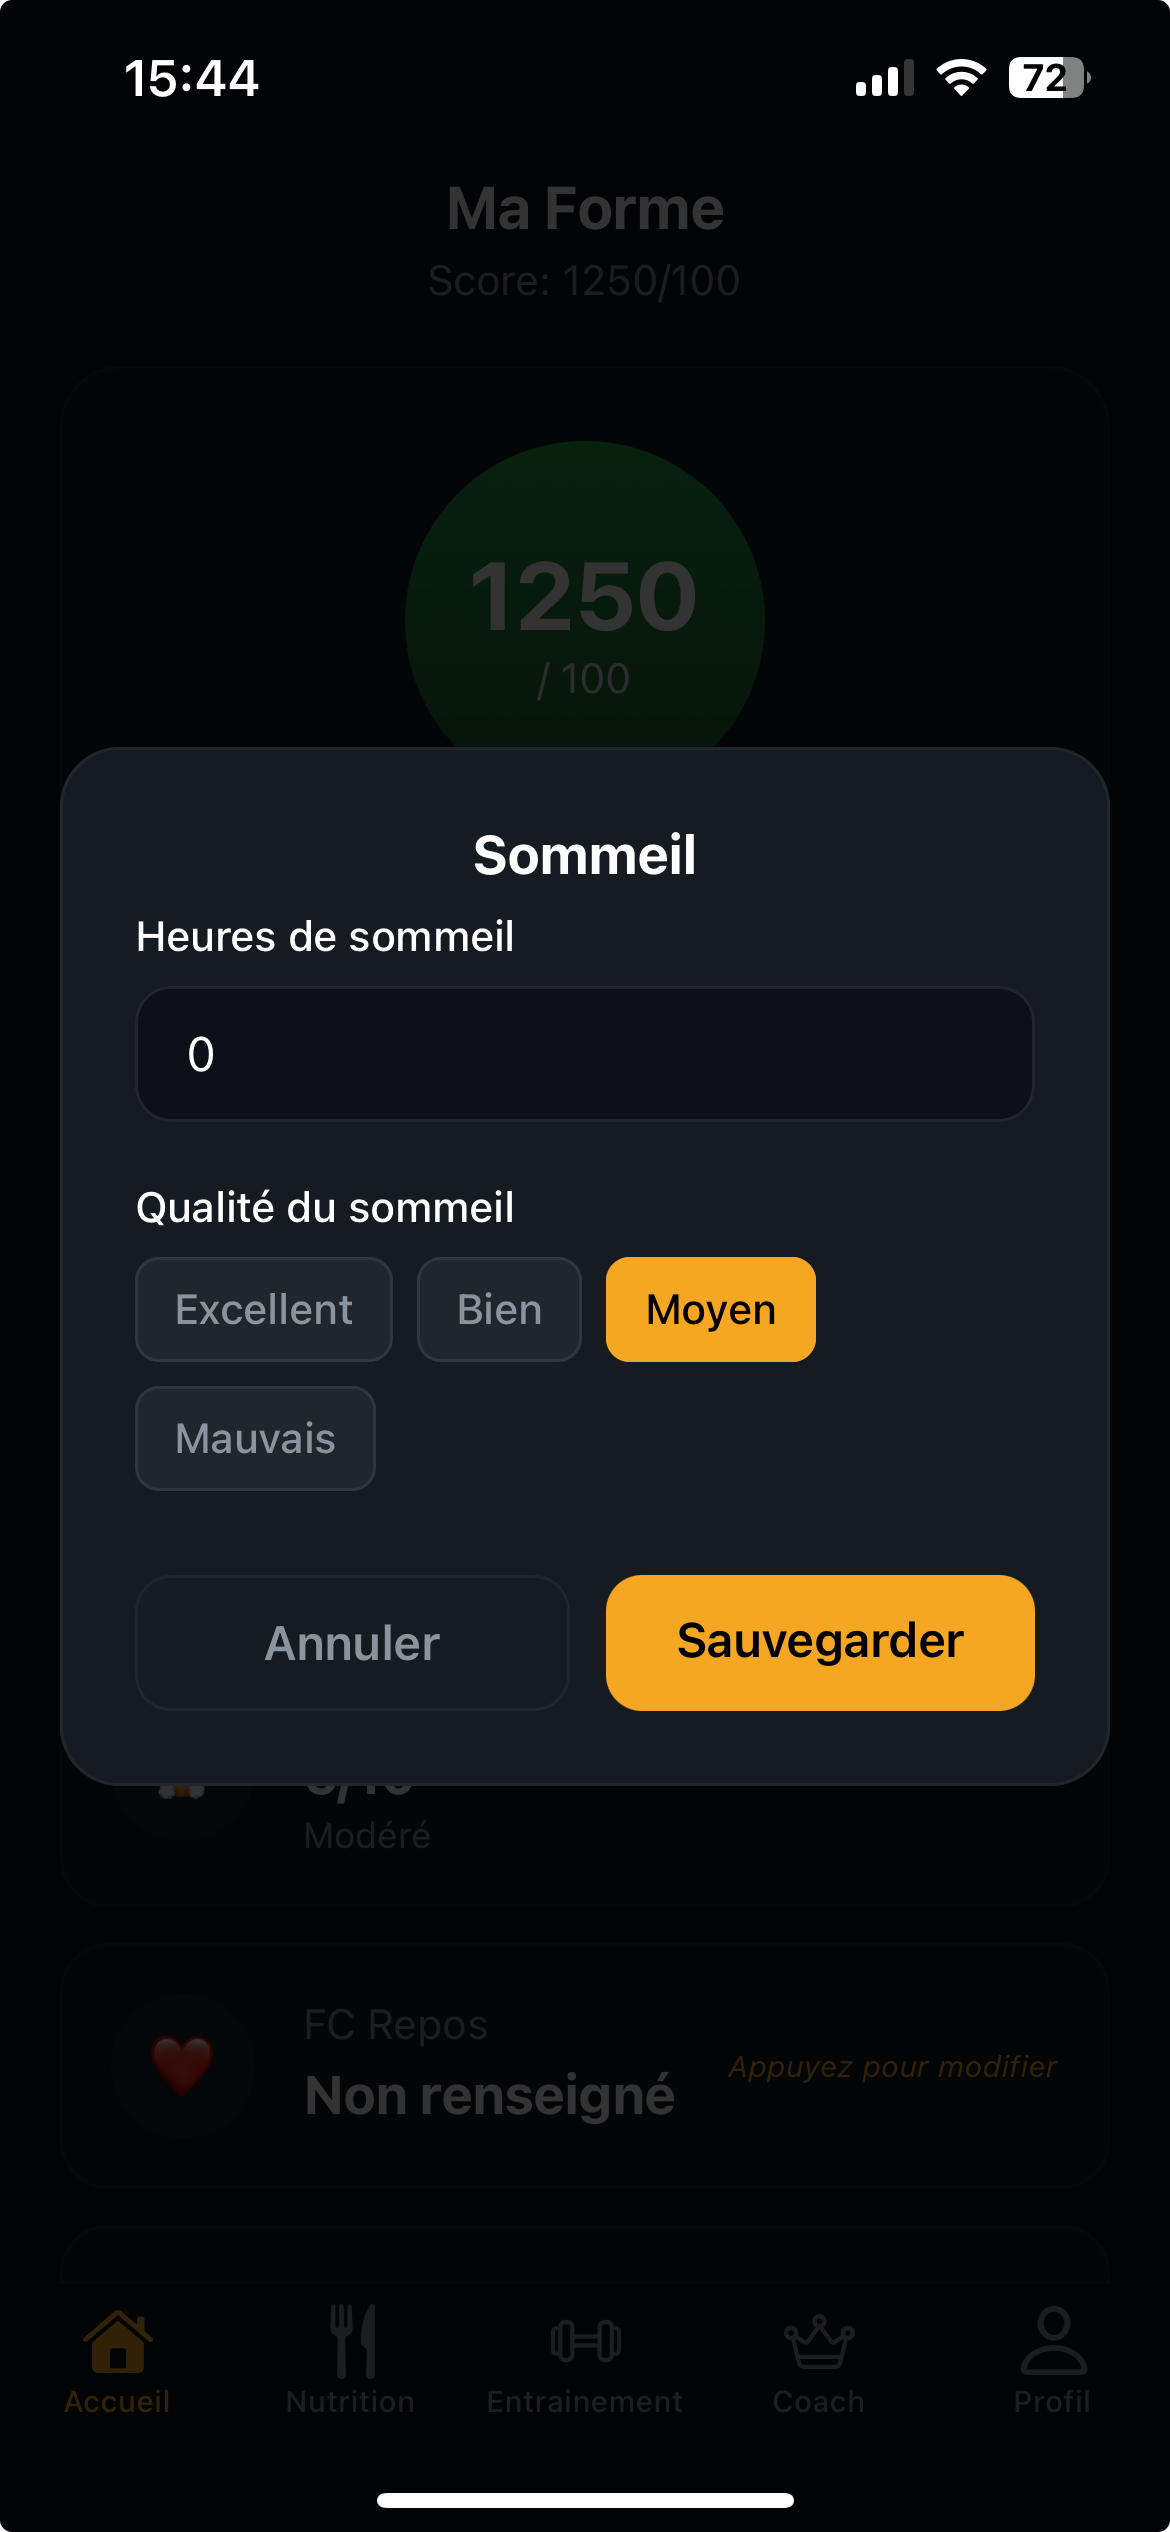 15:44
72
Ma Forme
Score: 1250/100
1250
/ 100
Sommeil
Heures de sommeil
0
Qualité du sommeil
Excellent
Bien
Moyen
Mauvais
Annuler
Sauvegarder
Modéré
FC Repos
Non renseigné
Appuyez pour modifier
Accueil
Nutrition
Entrainement
Coach
Profil